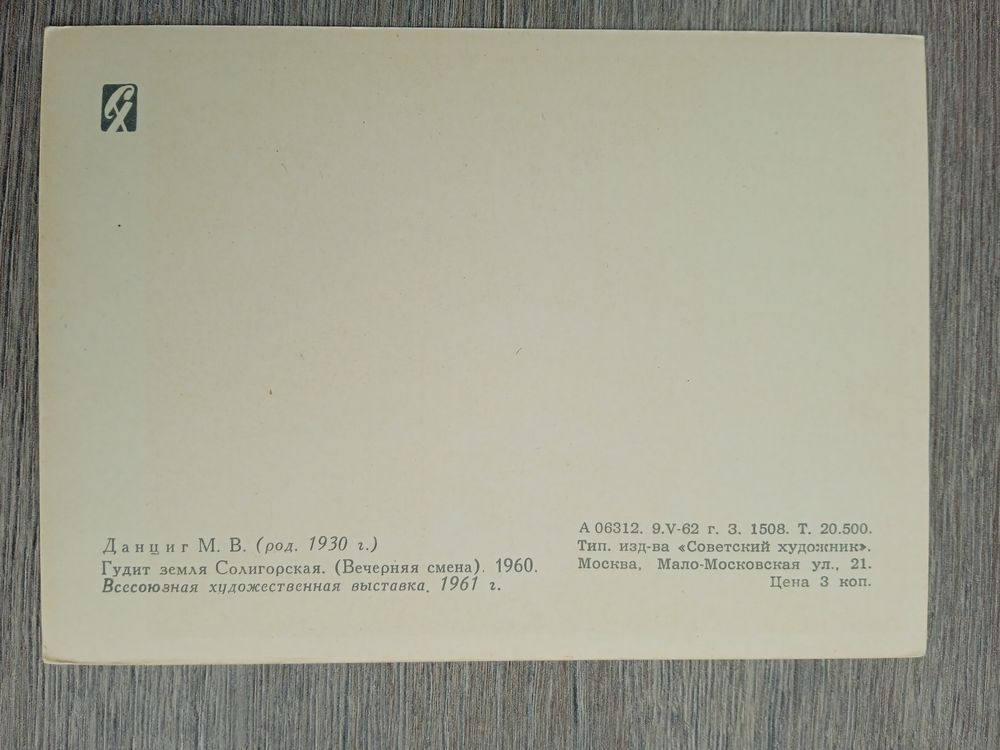 СХ
Данциг М. В. (род. 1930 г.)
Гудит земля Солигорская. (Вечерняя смена). 1960.
Всесоюзная художественная выставка, 1961 г.
А 06312. 9.V-62 г. З. 1508. Т. 20.500.
Тип. изд-ва «Советский художник».
Москва, Мало-Московская ул., 21.
Цена 3 коп.